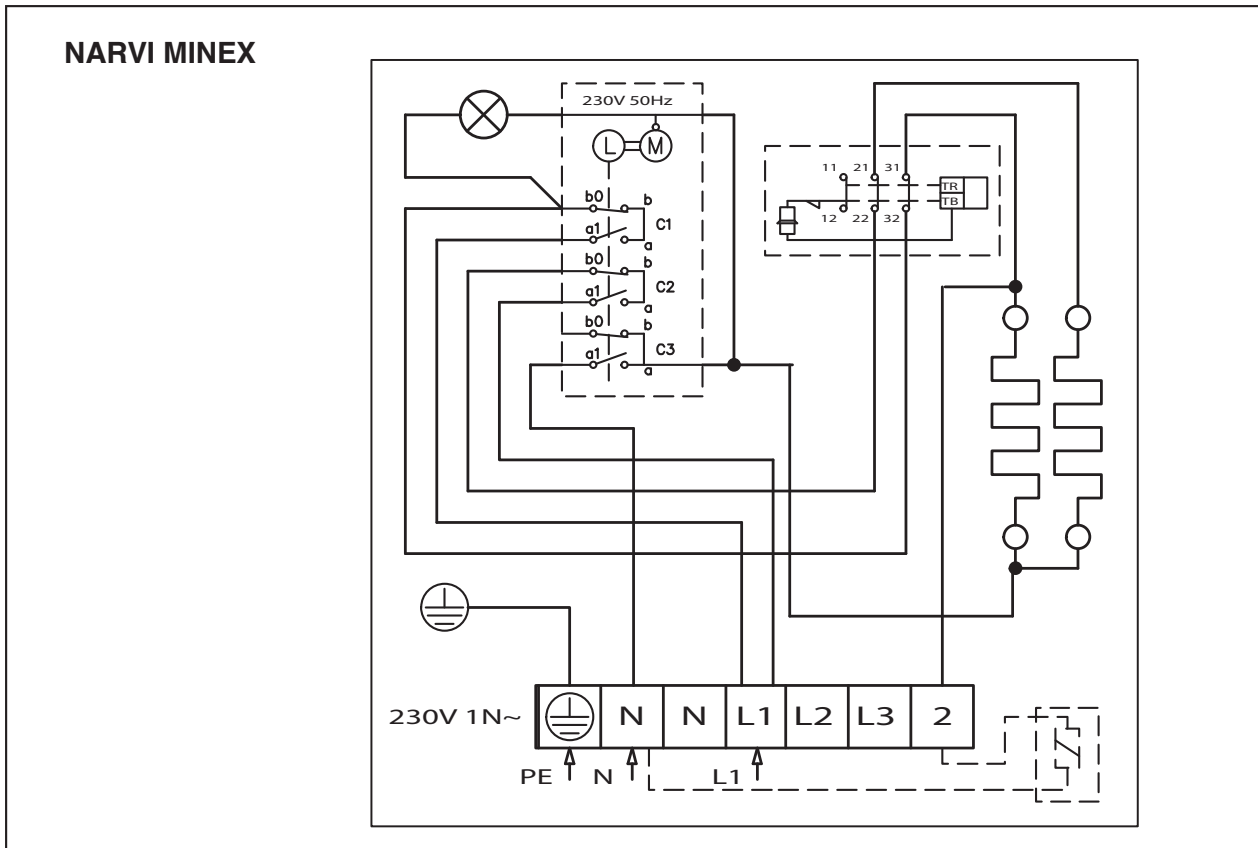 NARVI MINEX
230V 50Hz
L M
11 21 31
TR
TB
12 22 32
b0 b
C1
a1 a
b0 b
C2
a1 a
b0 b
C3
a1 a
230V 1N~ N N L1 L2 L3 2
PE N L1